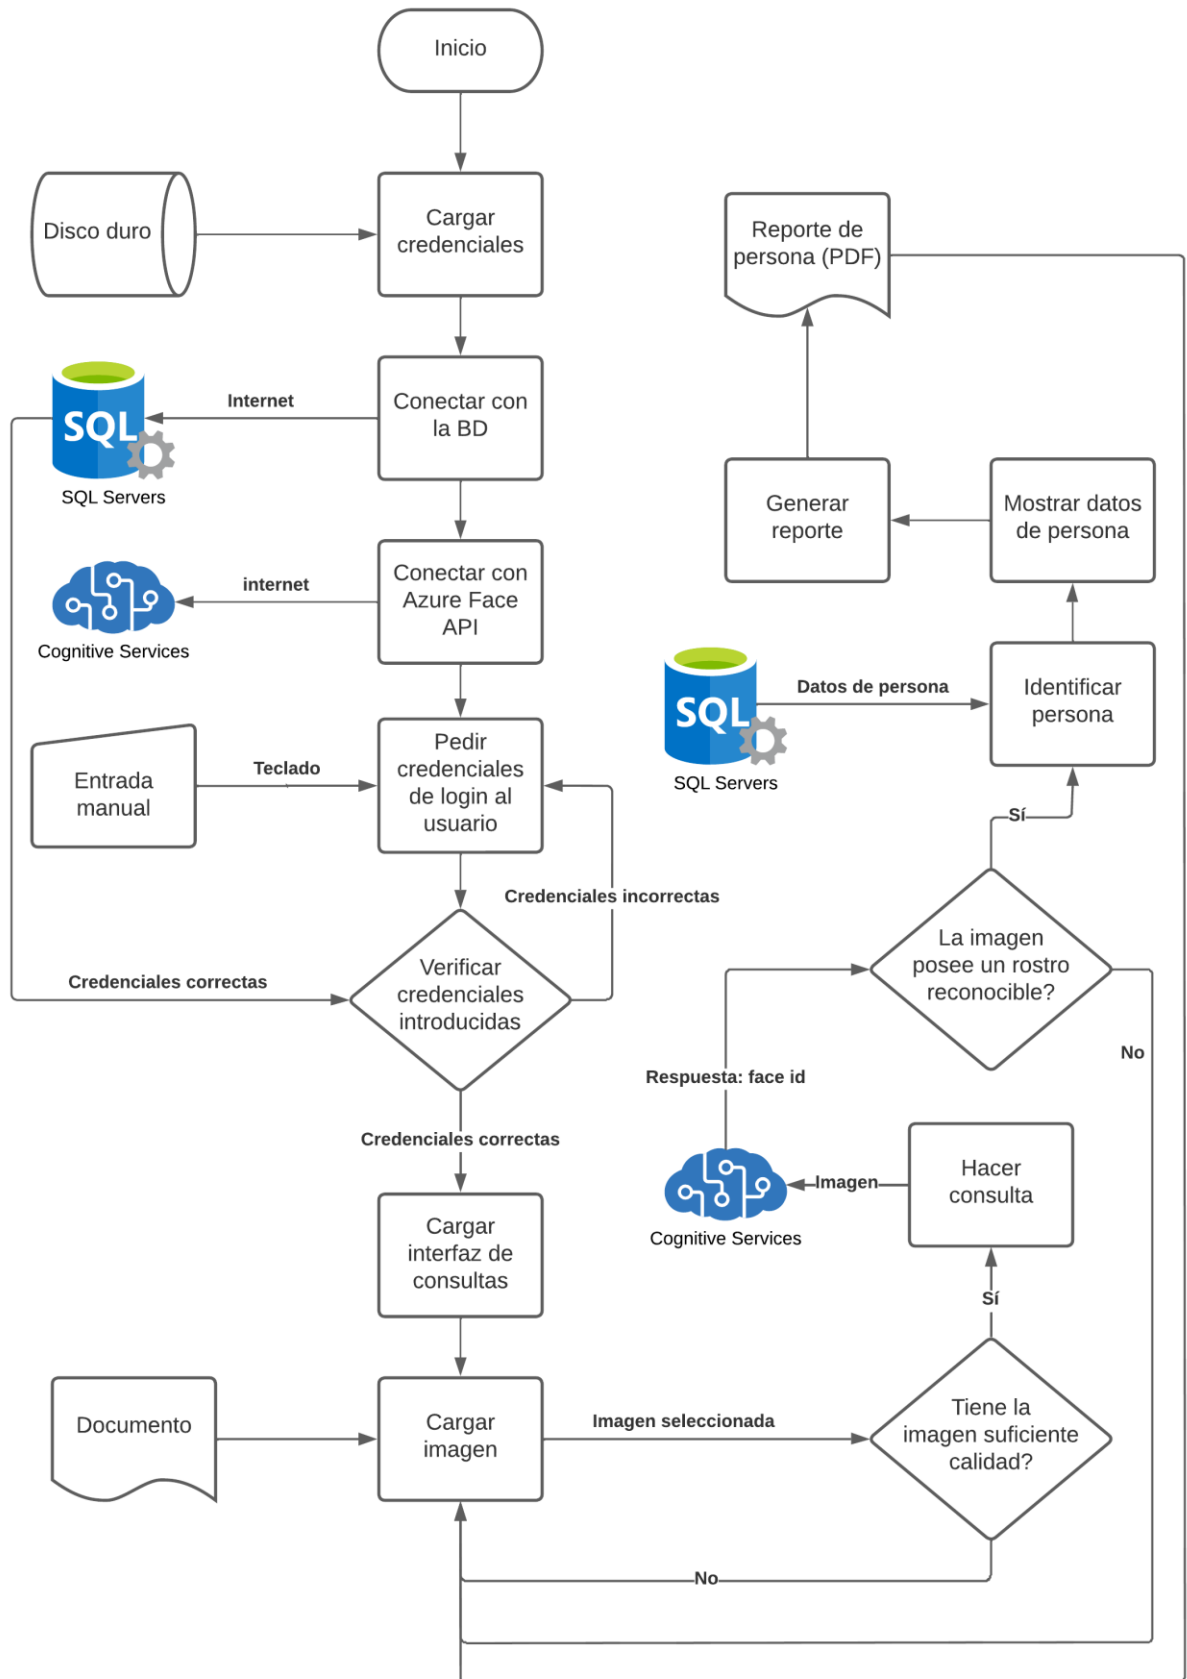 Inicio
Disco duro
Cargar
credenciales
Reporte de
persona (PDF)
Internet
Conectar con
la BD
SQL
SQL Servers
Generar
reporte
Mostrar datos
de persona
internet
Conectar con
Azure Face
API
Cognitive Services
Datos de persona
Identificar
persona
SQL
SQL Servers
Entrada
manual
Teclado
Pedir
credenciales
de login al
usuario
Sí
Credenciales incorrectas
La imagen
posee un rostro
reconocible?
Credenciales correctas
Verificar
credenciales
introducidas
No
Respuesta: face id
Credenciales correctas
Hacer
consulta
Imagen
Cognitive Services
Cargar
interfaz de
consultas
Sí
Documento
Cargar
imagen
Imagen seleccionada
Tiene la
imagen suficiente
calidad?
No